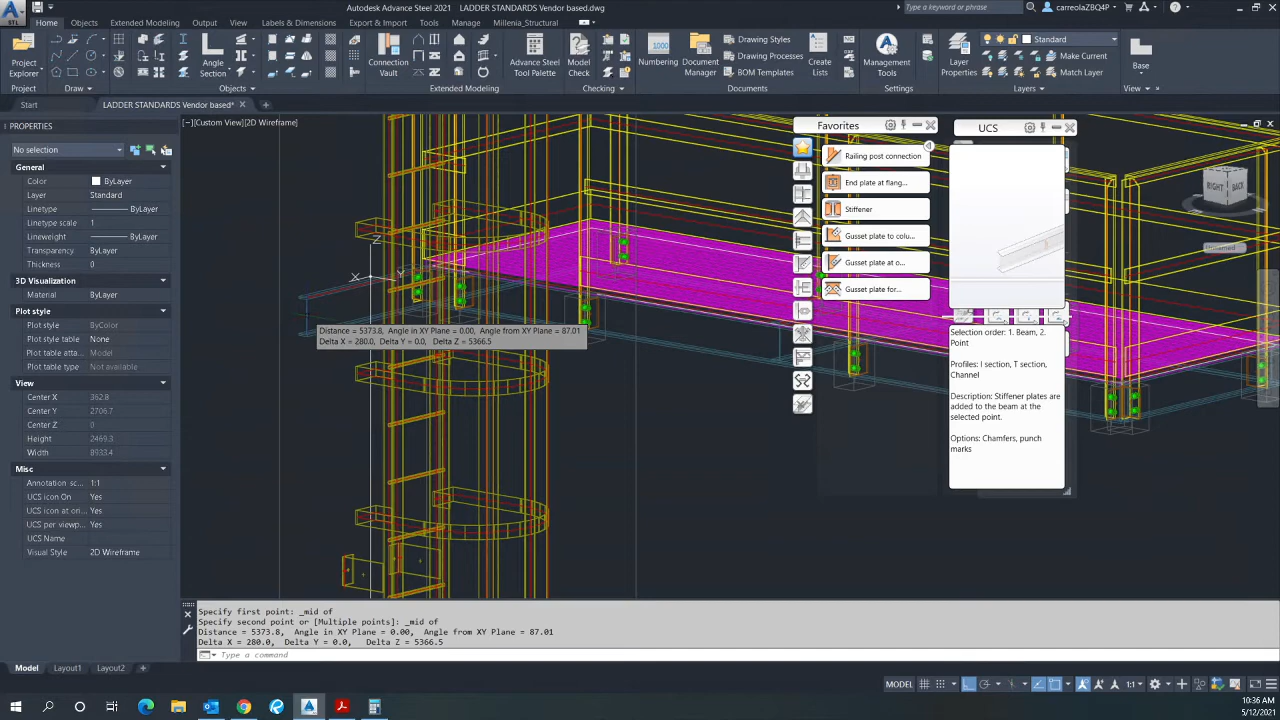 Autodesk Advance Steel 2021 LADDER STANDARDS Vendor based.dwg
Type a keyword or phrase
carreolaZBQ4P
Home Objects Extended Modeling Output View Labels & Dimensions Export & Import Tools Manage Millenia_Structural
Project Explorer
Angle Section
Connection Vault
Advance Steel Tool Palette
Model Check
Numbering
Document Manager
Drawing Styles
Drawing Processes
BOM Templates
Create Lists
Management Tools
Layer Properties
Standard
Make Current
Match Layer
Base
Project Draw Objects Extended Modeling Checking Documents Settings Layers View
Start LADDER STANDARDS Vendor based*
PROPERTIES
No selection
General
Color ByLayer
Layer Standard
Linetype ByLayer
Linetype scale 1
Lineweight ByLayer
Transparency ByLayer
Thickness 0
3D Visualization
Material ByLayer
Plot style
Plot style ByColor
Plot table None
Plot table atta...
Plot table type
View
Center X 362.8
Center Y 2706.7
Center Z 0
Height 2469.3
Width 8933.4
Misc
Annotation sc... 1:1
UCS icon On Yes
UCS icon at ori... Yes
UCS per viewp... Yes
UCS Name
Visual Style 2D Wireframe
[−][Custom View][2D Wireframe]
Z
X
Y
Distance = 5373.8, Angle in XY Plane = 0.00, Angle from XY Plane = 87.01
Delta X = 280.0, Delta Y = 0.0, Delta Z = 5366.5
Favorites
Railing post connection
End plate at flang...
Stiffener
Gusset plate to colu...
Gusset plate at o...
Gusset plate for...
UCS
Selection order: 1. Beam, 2.
Point
Profiles: I section, T section,
Channel
Description: Stiffener plates are
added to the beam at the
selected point.
Options: Chamfers, punch
marks
RIGHT BACK
Unnamed
Specify first point: _mid of
Specify second point or [Multiple points]: _mid of
Distance = 5373.8, Angle in XY Plane = 0.00, Angle from XY Plane = 87.01
Delta X = 280.0, Delta Y = 0.0, Delta Z = 5366.5
Type a command
Model Layout1 Layout2
MODEL 1:1
10:36 AM
5/12/2021